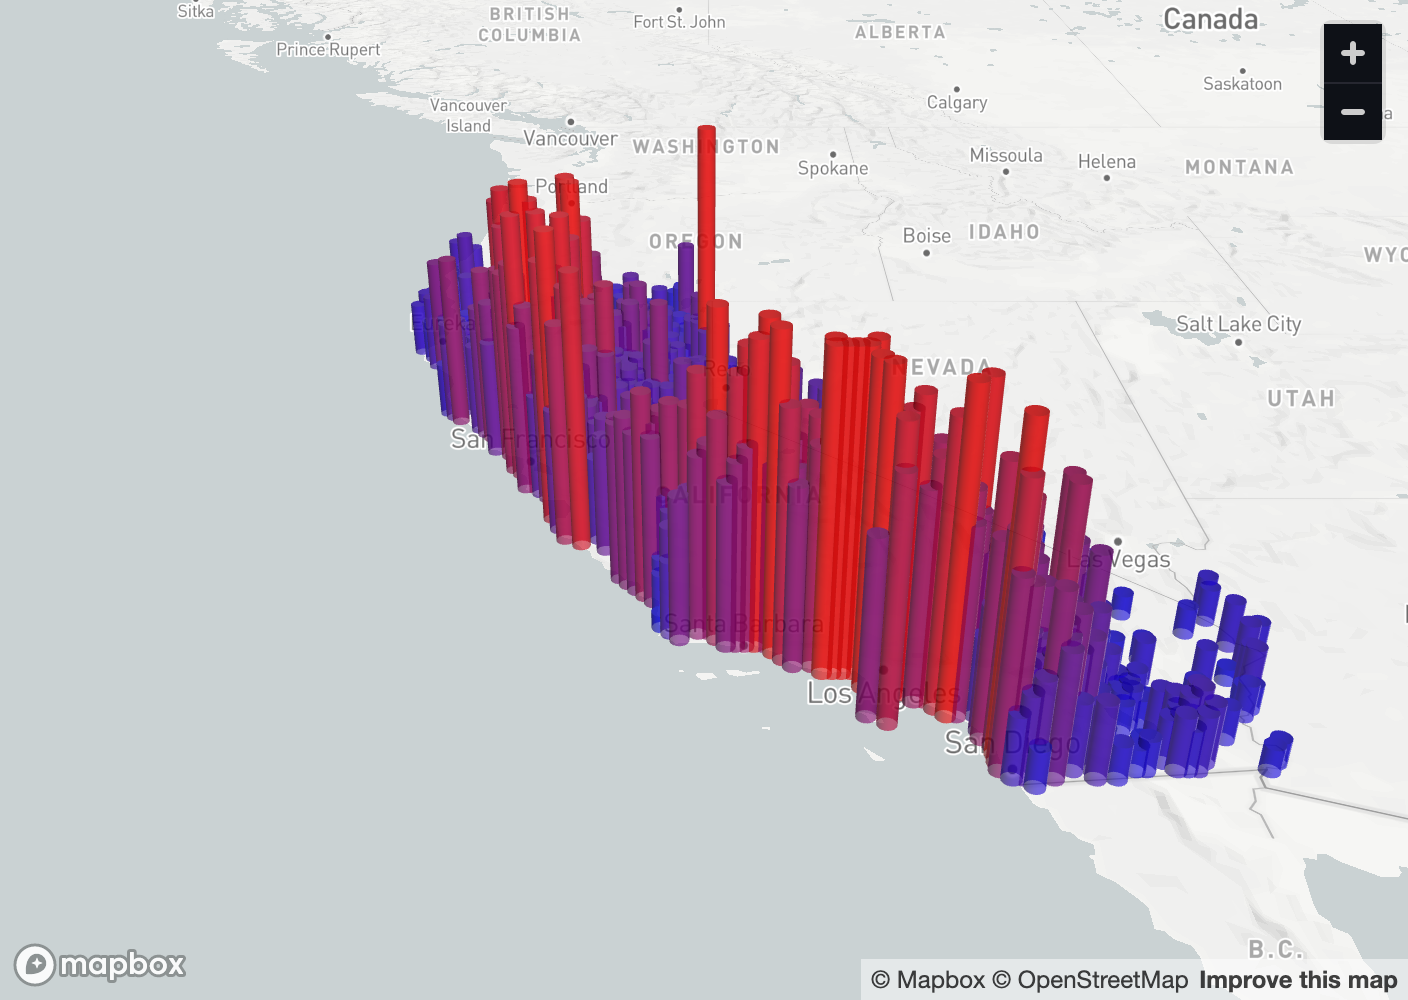 Sitka
BRITISH
COLUMBIA
Fort St. John
Canada
ALBERTA
Prince Rupert
Saskatoon
Calgary
Vancouver
Island
Vancouver
WASHINGTON
Spokane
Missoula
Helena
MONTANA
Portland
OREGON
Boise
IDAHO
WYO
Eureka
Salt Lake City
Reno
NEVADA
UTAH
San Francisco
CALIFORNIA
Las Vegas
Santa Barbara
Los Angeles
San Diego
B.C.
mapbox
© Mapbox © OpenStreetMap Improve this map